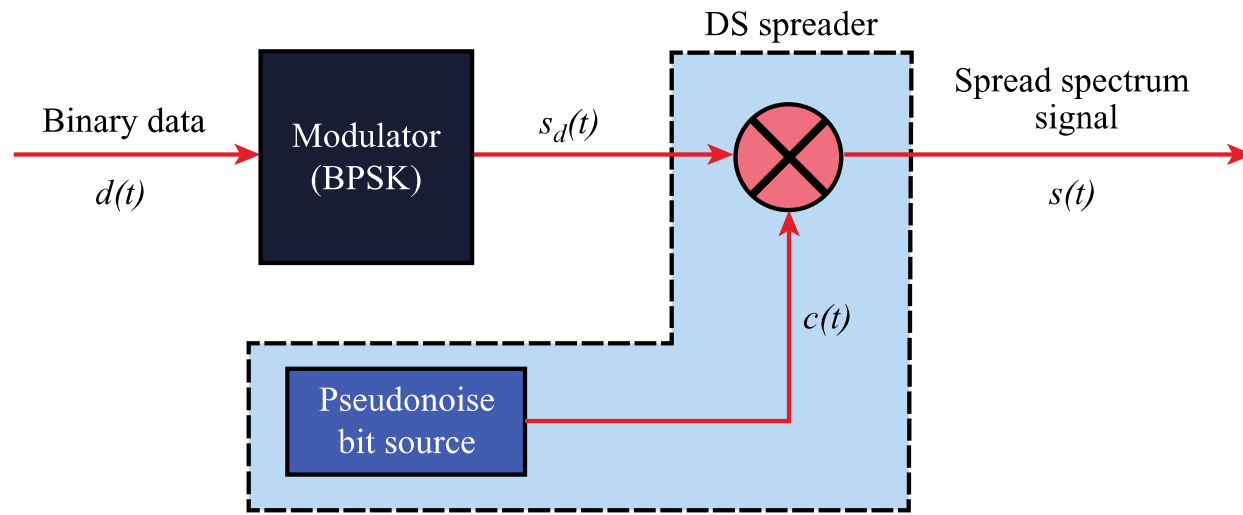 DS spreader
Binary data
d(t)
Modulator
(BPSK)
s_d(t)
Spread spectrum
signal
s(t)
c(t)
Pseudonoise
bit source